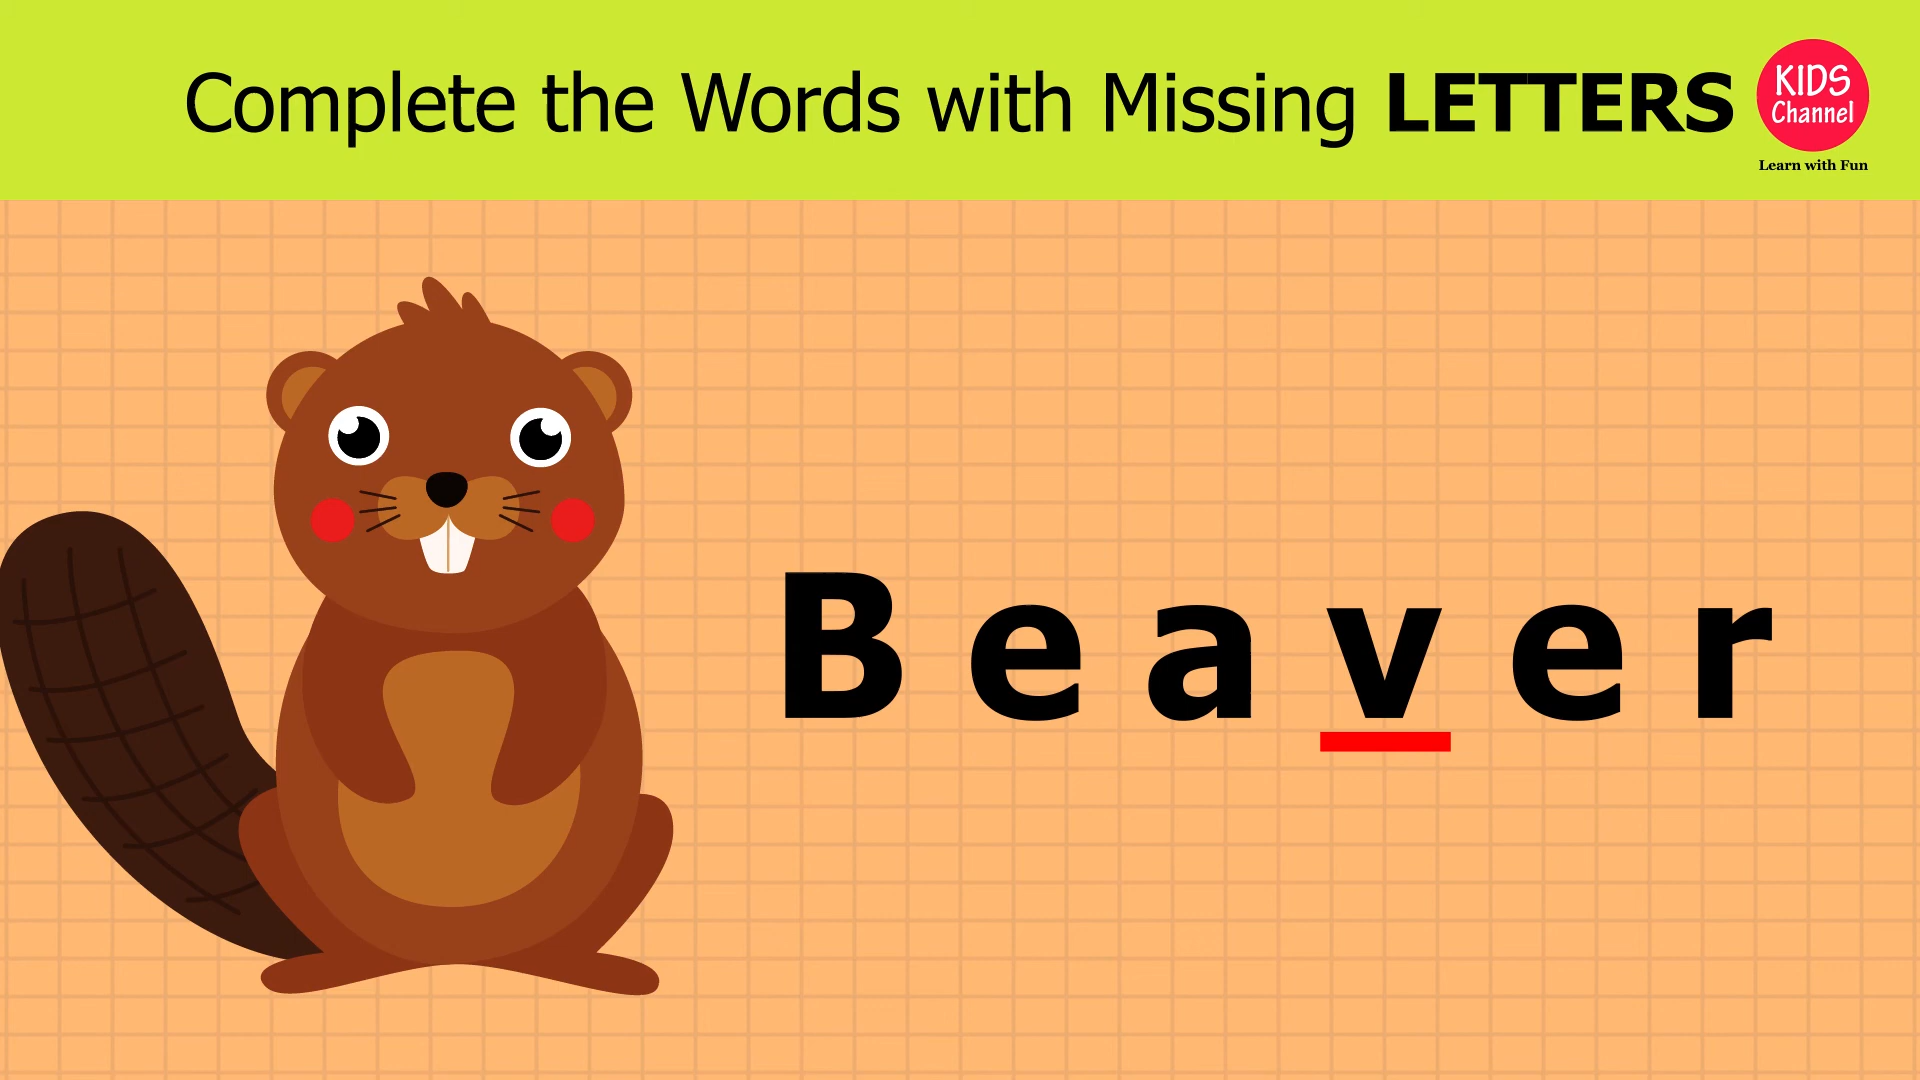 Complete the Words with Missing LETTERS
KIDS
Channel
Learn with Fun
B e a v e r